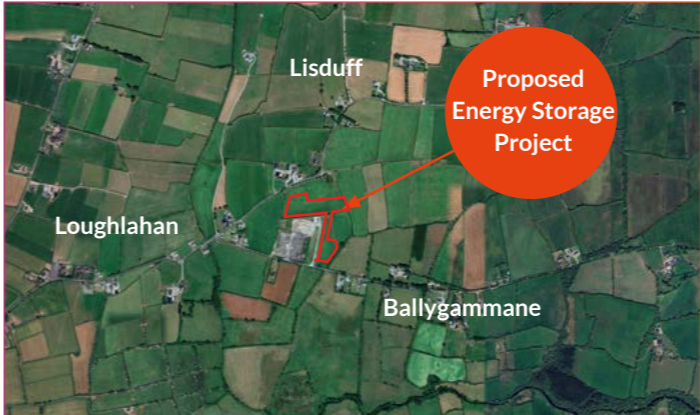 Lisduff
Proposed
Energy Storage
Project
Loughlahan
Ballygammane